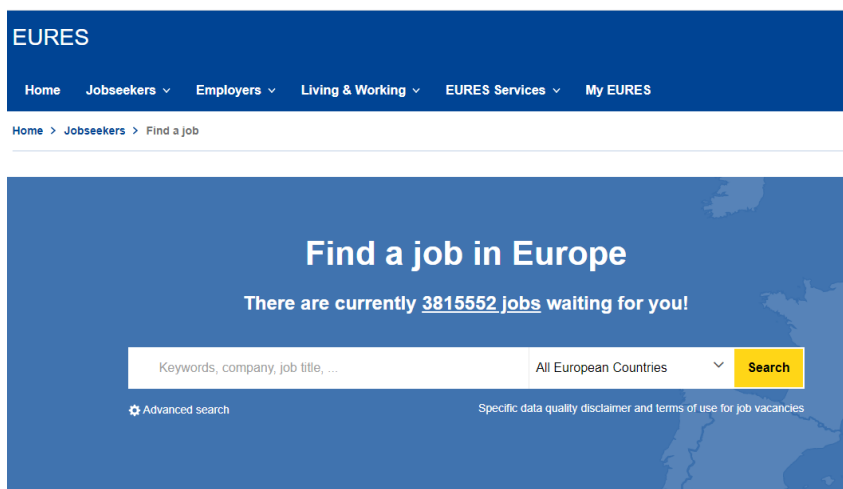 EURES
Home Jobseekers Employers Living & Working EURES Services My EURES
Home > Jobseekers > Find a job
Find a job in Europe
There are currently 3815552 jobs waiting for you!
Keywords, company, job title, ... All European Countries Search
Advanced search Specific data quality disclaimer and terms of use for job vacancies